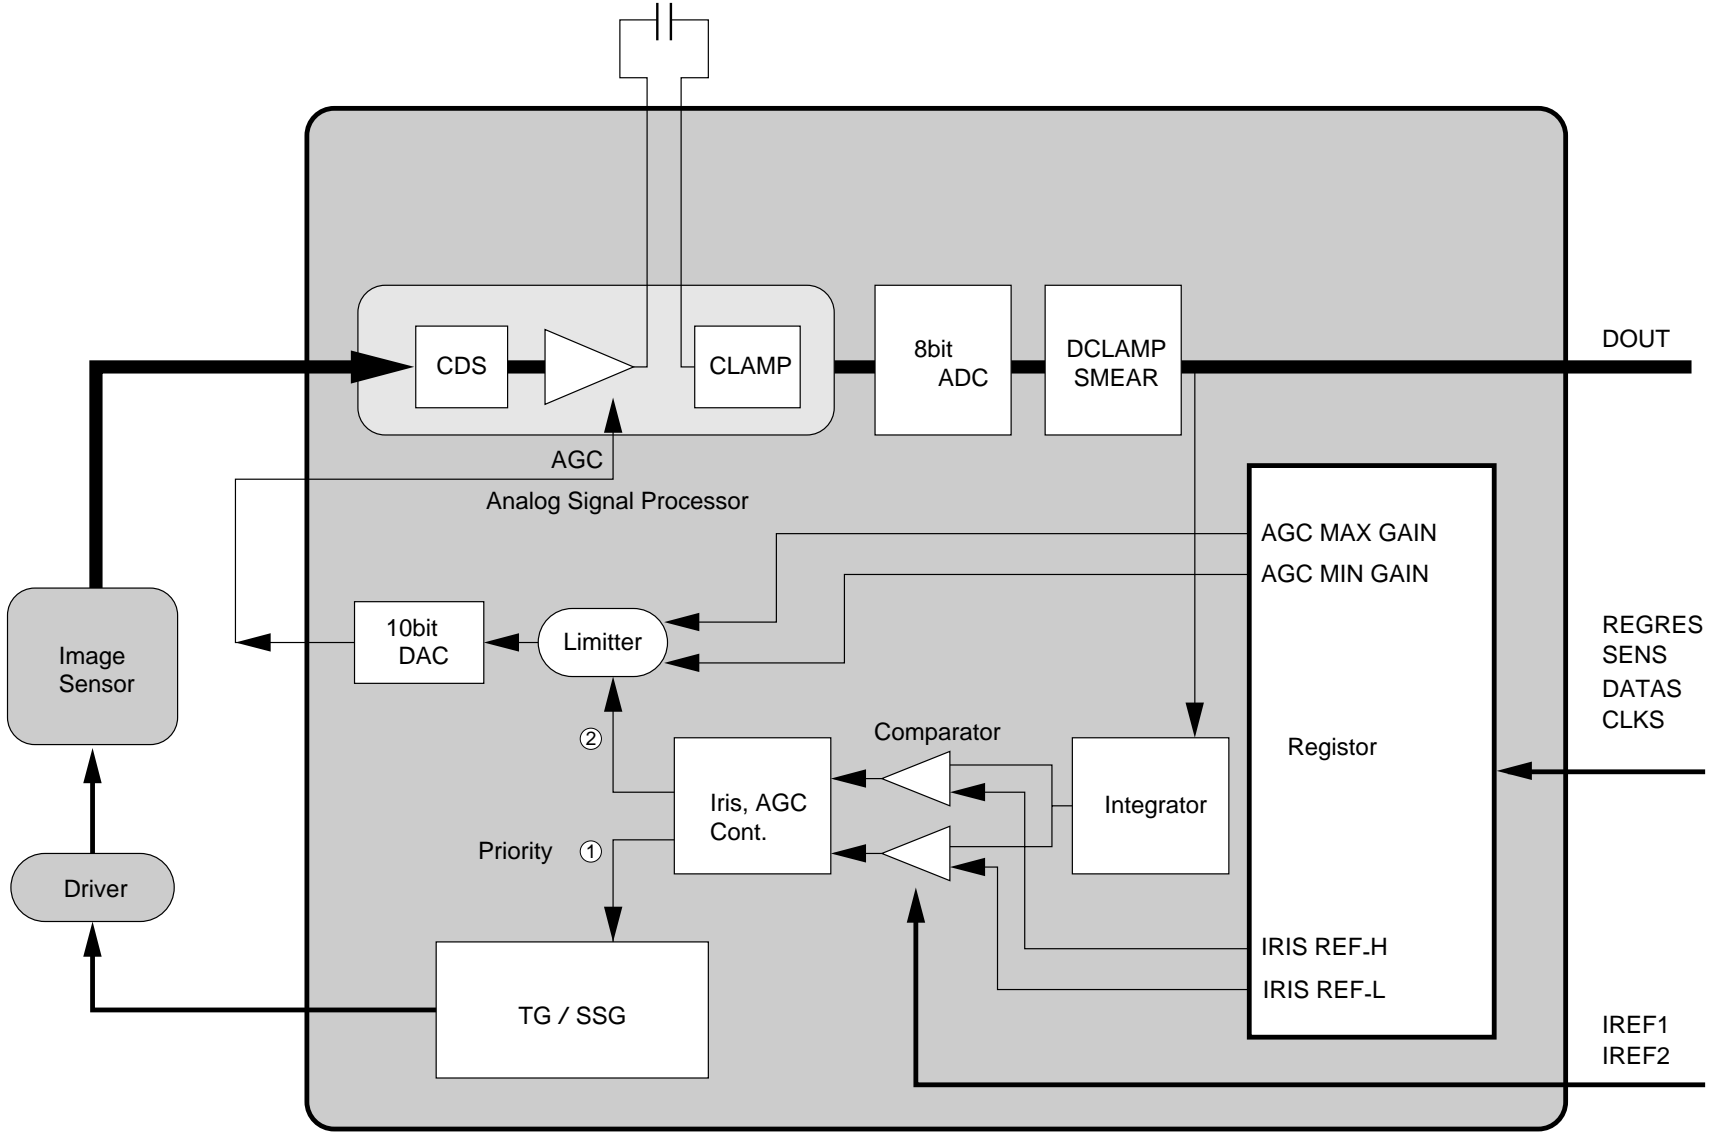 CDS
CLAMP
8bit
ADC
DCLAMP
SMEAR
DOUT
AGC
Analog Signal Processor
AGC MAX GAIN
AGC MIN GAIN
10bit
DAC
Limitter
Image
Sensor
REGRES
SENS
DATAS
CLKS
②
Comparator
Registor
Iris, AGC
Cont.
Integrator
Priority ①
Driver
IRIS REF-H
IRIS REF-L
TG / SSG
IREF1
IREF2